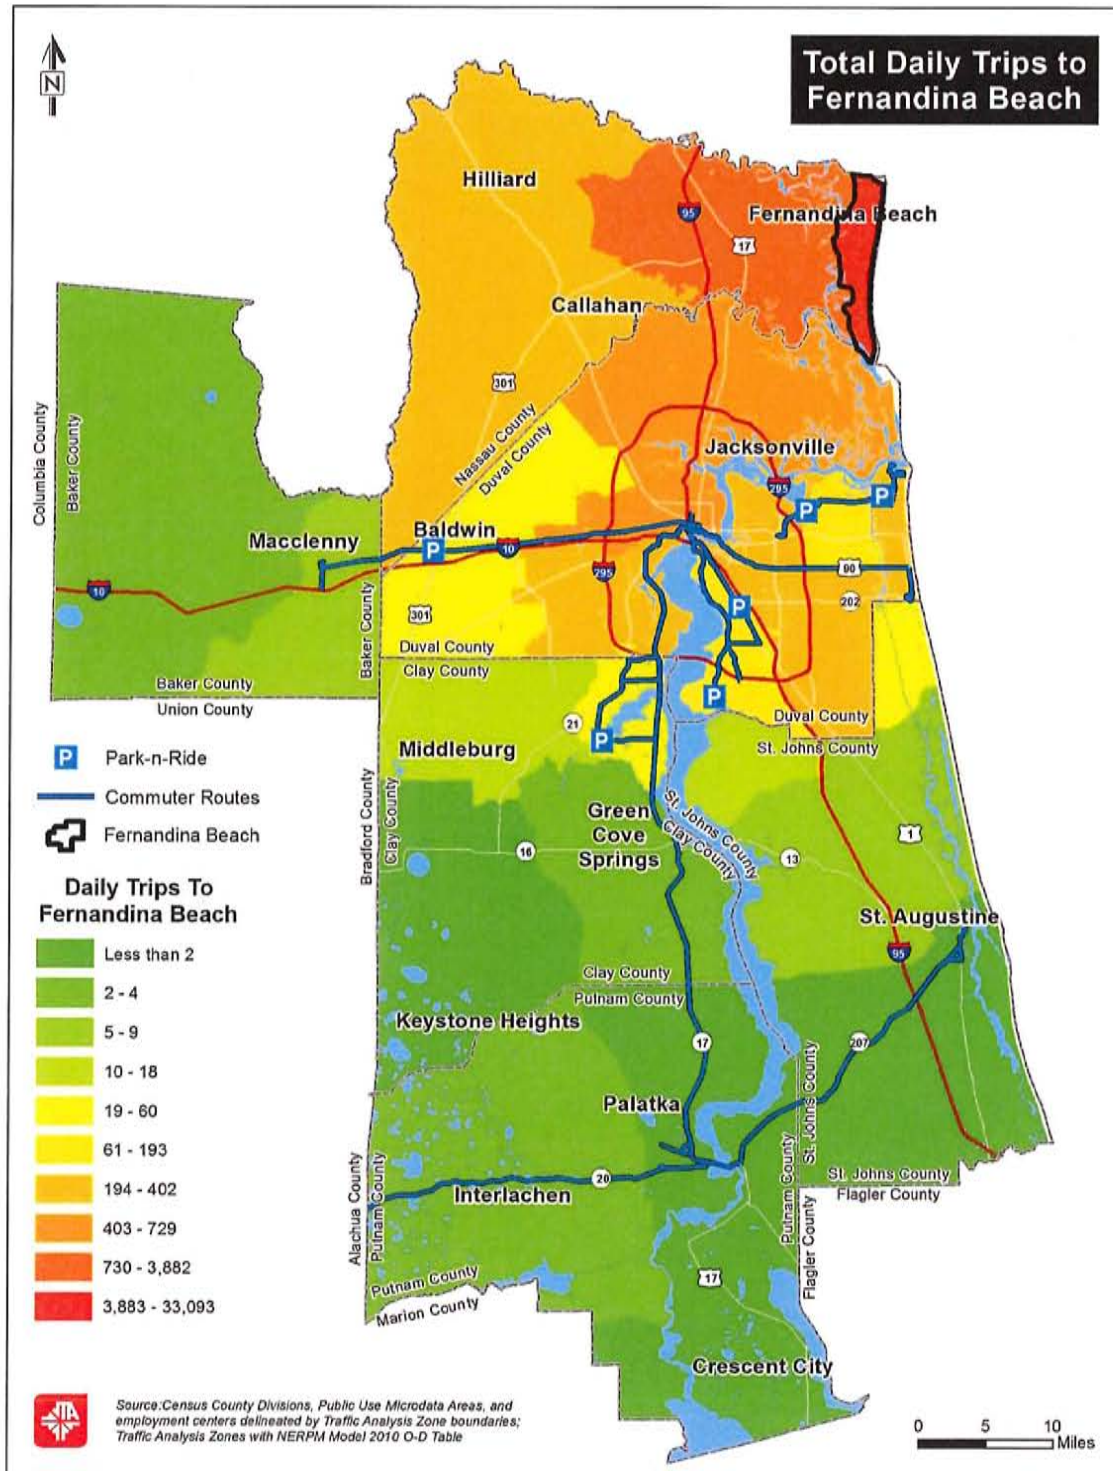 N
Total Daily Trips to
Fernandina Beach
Hilliard
95
Fernandina Beach
17
Callahan
301
Nassau County
Duval County
Columbia County
Baker County
Jacksonville
295
P
P
Macclenny
Baldwin
P
10
295
90
10
301
202
P
Baker County
Duval County
Clay County
Baker County
Union County
P
Duval County
St. Johns County
21
P
Middleburg
P Park-n-Ride
Commuter Routes
Fernandina Beach
Bradford County
Clay County
Green
Cove
Springs
St. Johns County
Clay County
1
16
13
Daily Trips To
Fernandina Beach
Less than 2
2 - 4
5 - 9
10 - 18
19 - 60
61 - 193
194 - 402
403 - 729
730 - 3,882
3,883 - 33,093
St. Augustine
95
Clay County
Putnam County
Keystone Heights
17
207
Palatka
St. Johns County
Putnam County
Flagler County
St. Johns County
Flagler County
Alachua County
Putnam County
20
Interlachen
Putnam County
Marion County
17
Crescent City
JTA
Source:Census County Divisions, Public Use Microdata Areas, and
employment centers delineated by Traffic Analysis Zone boundaries;
Traffic Analysis Zones with NERPM Model 2010 O-D Table
0 5 10
Miles